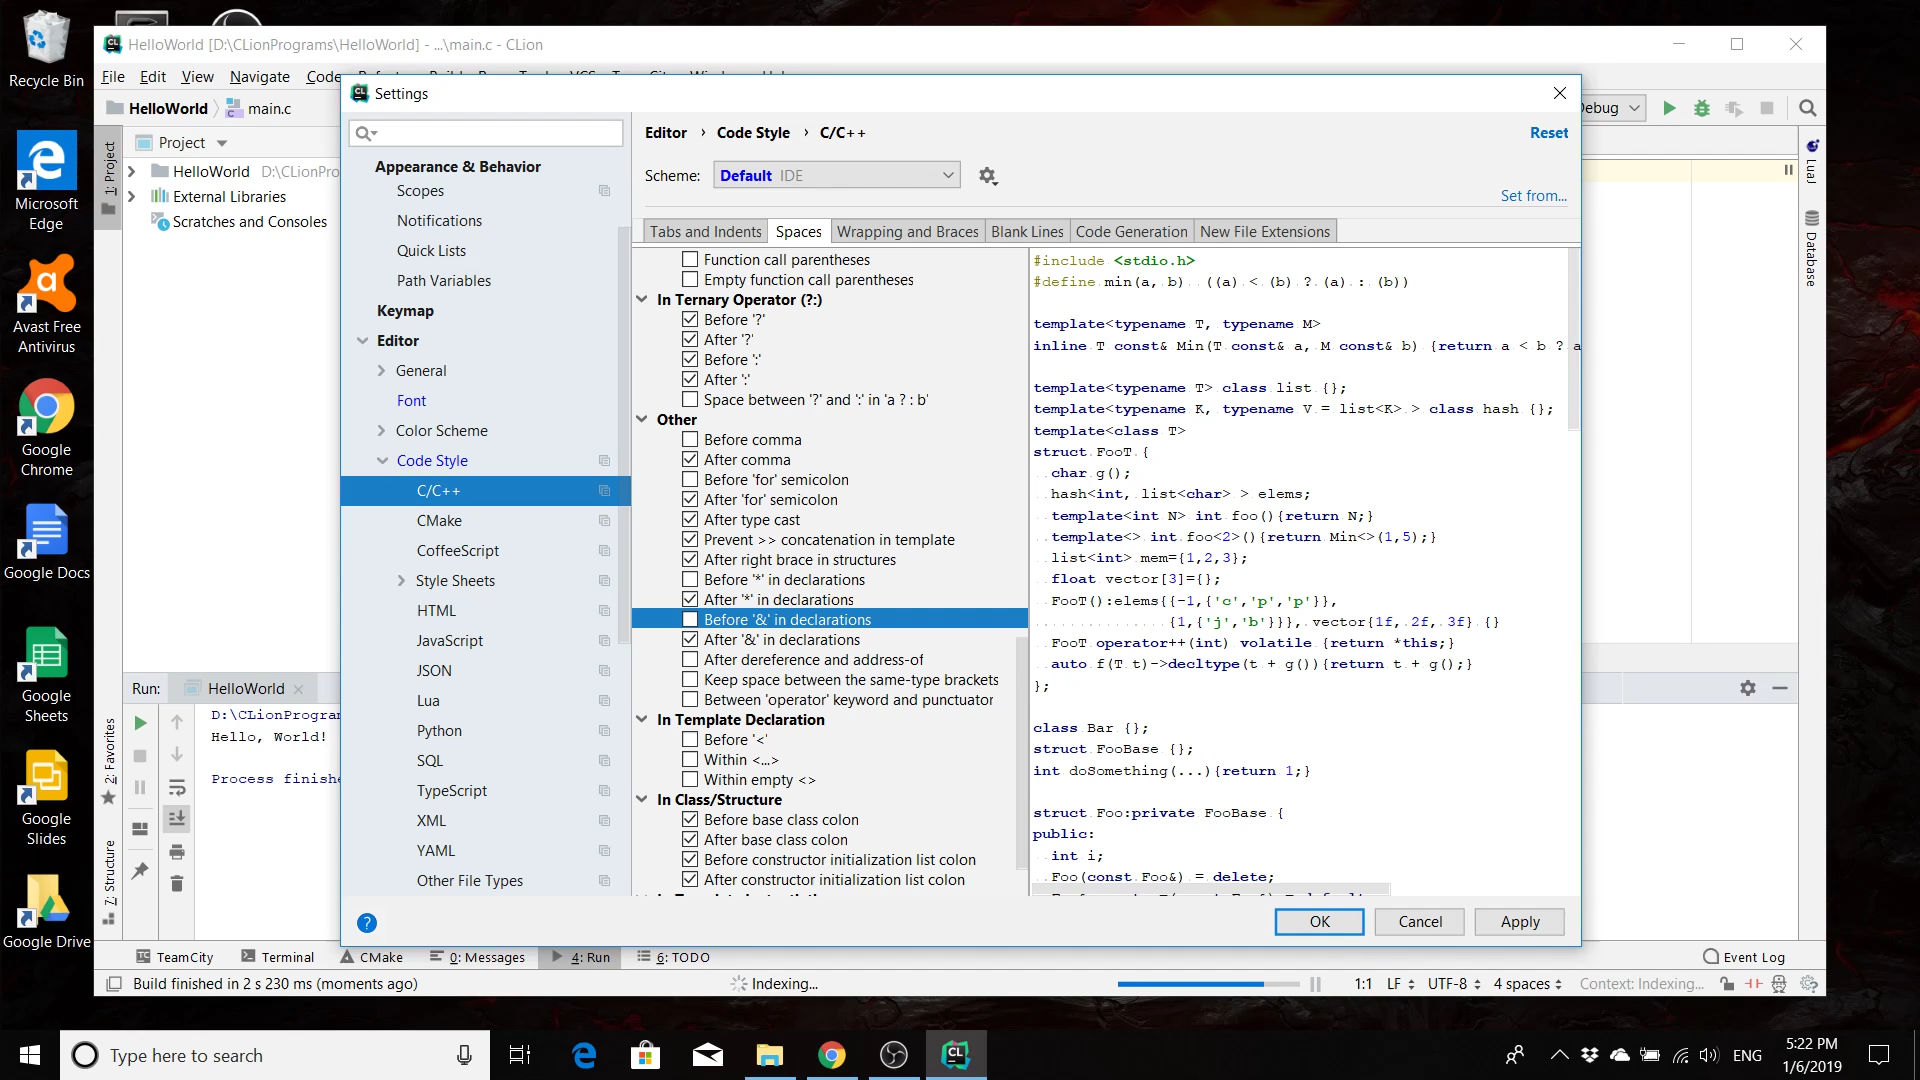 Recycle Bin
Microsoft
Edge
Avast Free
Antivirus
Google
Chrome
Google Docs
Google
Sheets
Google
Slides
Google Drive
HelloWorld [D:\CLionPrograms\HelloWorld] - ...\main.c - CLion
File Edit View Navigate Code
HelloWorld main.c
ebug
1: Project
Project
HelloWorld D:\CLionPro
External Libraries
Scratches and Consoles
LuaJ
Database
Settings
Appearance & Behavior
Scopes
Notifications
Quick Lists
Path Variables
Keymap
Editor
General
Font
Color Scheme
Code Style
C/C++
CMake
CoffeeScript
Style Sheets
HTML
JavaScript
JSON
Lua
Python
SQL
TypeScript
XML
YAML
Other File Types
Editor › Code Style › C/C++
Reset
Scheme: Default IDE
Set from...
Tabs and Indents Spaces Wrapping and Braces Blank Lines Code Generation New File Extensions
Function call parentheses
Empty function call parentheses
In Ternary Operator (?:)
Before '?'
After '?'
Before ':'
After ':'
Space between '?' and ':' in 'a ? : b'
Other
Before comma
After comma
Before 'for' semicolon
After 'for' semicolon
After type cast
Prevent >> concatenation in template
After right brace in structures
Before '*' in declarations
After '*' in declarations
Before '&' in declarations
After '&' in declarations
After dereference and address-of
Keep space between the same-type brackets
Between 'operator' keyword and punctuator
In Template Declaration
Before '<'
Within <...>
Within empty <>
In Class/Structure
Before base class colon
After base class colon
Before constructor initialization list colon
After constructor initialization list colon
#include <stdio.h>
#define min(a, b) ((a) < (b) ? (a) : (b))
template<typename T, typename M>
inline T const& Min(T const& a, M const& b) {return a < b ? a
template<typename T> class list {};
template<typename K, typename V = list<K> > class hash {};
template<class T>
struct FooT {
char g();
hash<int, list<char> > elems;
template<int N> int foo(){return N;}
template<> int foo<2>(){return Min<>(1,5);}
list<int> mem={1,2,3};
float vector[3]={};
FooT():elems{{-1,{'c','p','p'}},
{1,{'j','b'}}}, vector{1f, 2f, 3f} {}
FooT operator++(int) volatile {return *this;}
auto f(T t)->decltype(t + g()){return t + g();}
};
class Bar {};
struct FooBase {};
int doSomething(...){return 1;}
struct Foo:private FooBase {
public:
int i;
Foo(const Foo&) = delete;
OK Cancel Apply
Run: HelloWorld
D:\CLionProgram
Hello, World!
Process finishe
2: Favorites
7: Structure
TeamCity Terminal CMake 0: Messages 4: Run 6: TODO Event Log
Build finished in 2 s 230 ms (moments ago) Indexing... 1:1 LF UTF-8 4 spaces Context: Indexing...
Type here to search
ENG
5:22 PM
1/6/2019